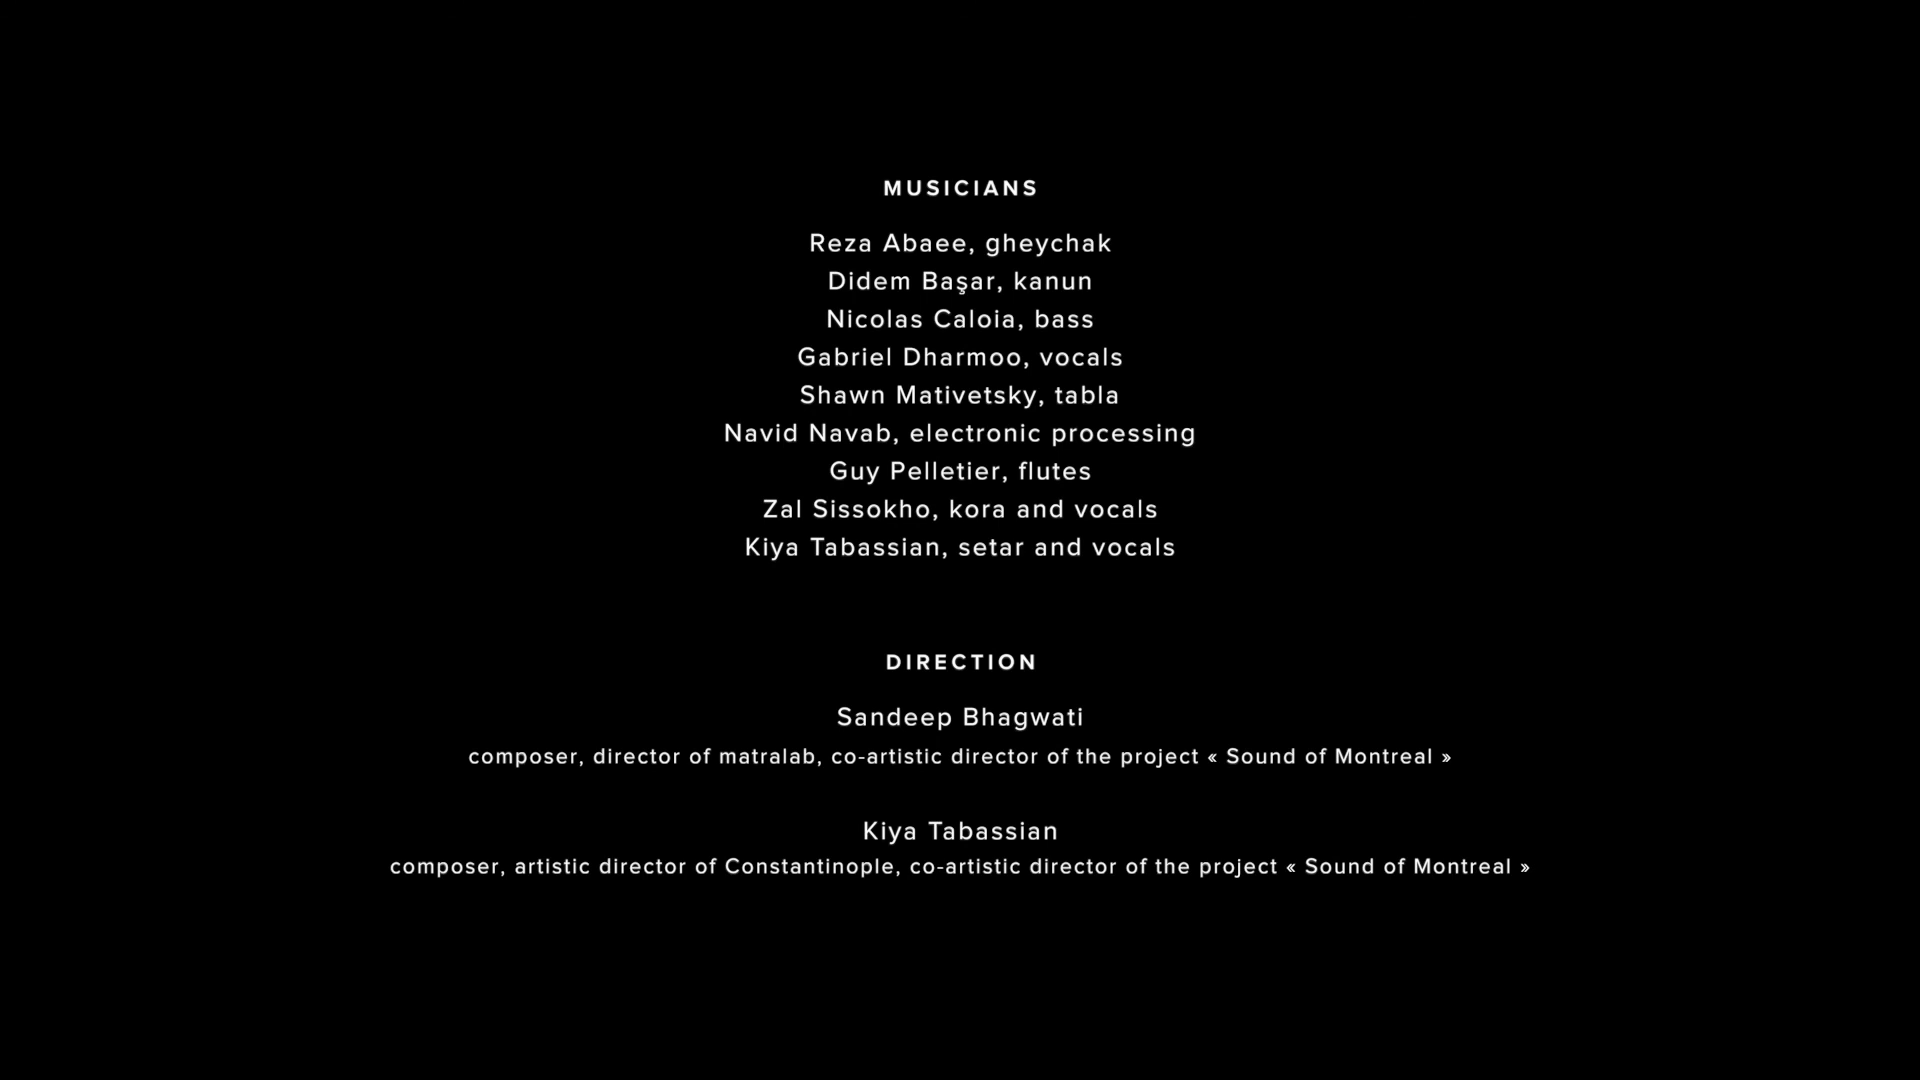 MUSICIANS
Reza Abaee, gheychak
Didem Başar, kanun
Nicolas Caloia, bass
Gabriel Dharmoo, vocals
Shawn Mativetsky, tabla
Navid Navab, electronic processing
Guy Pelletier, flutes
Zal Sissokho, kora and vocals
Kiya Tabassian, setar and vocals
DIRECTION
Sandeep Bhagwati
composer, director of matralab, co-artistic director of the project « Sound of Montreal »
Kiya Tabassian
composer, artistic director of Constantinople, co-artistic director of the project « Sound of Montreal »